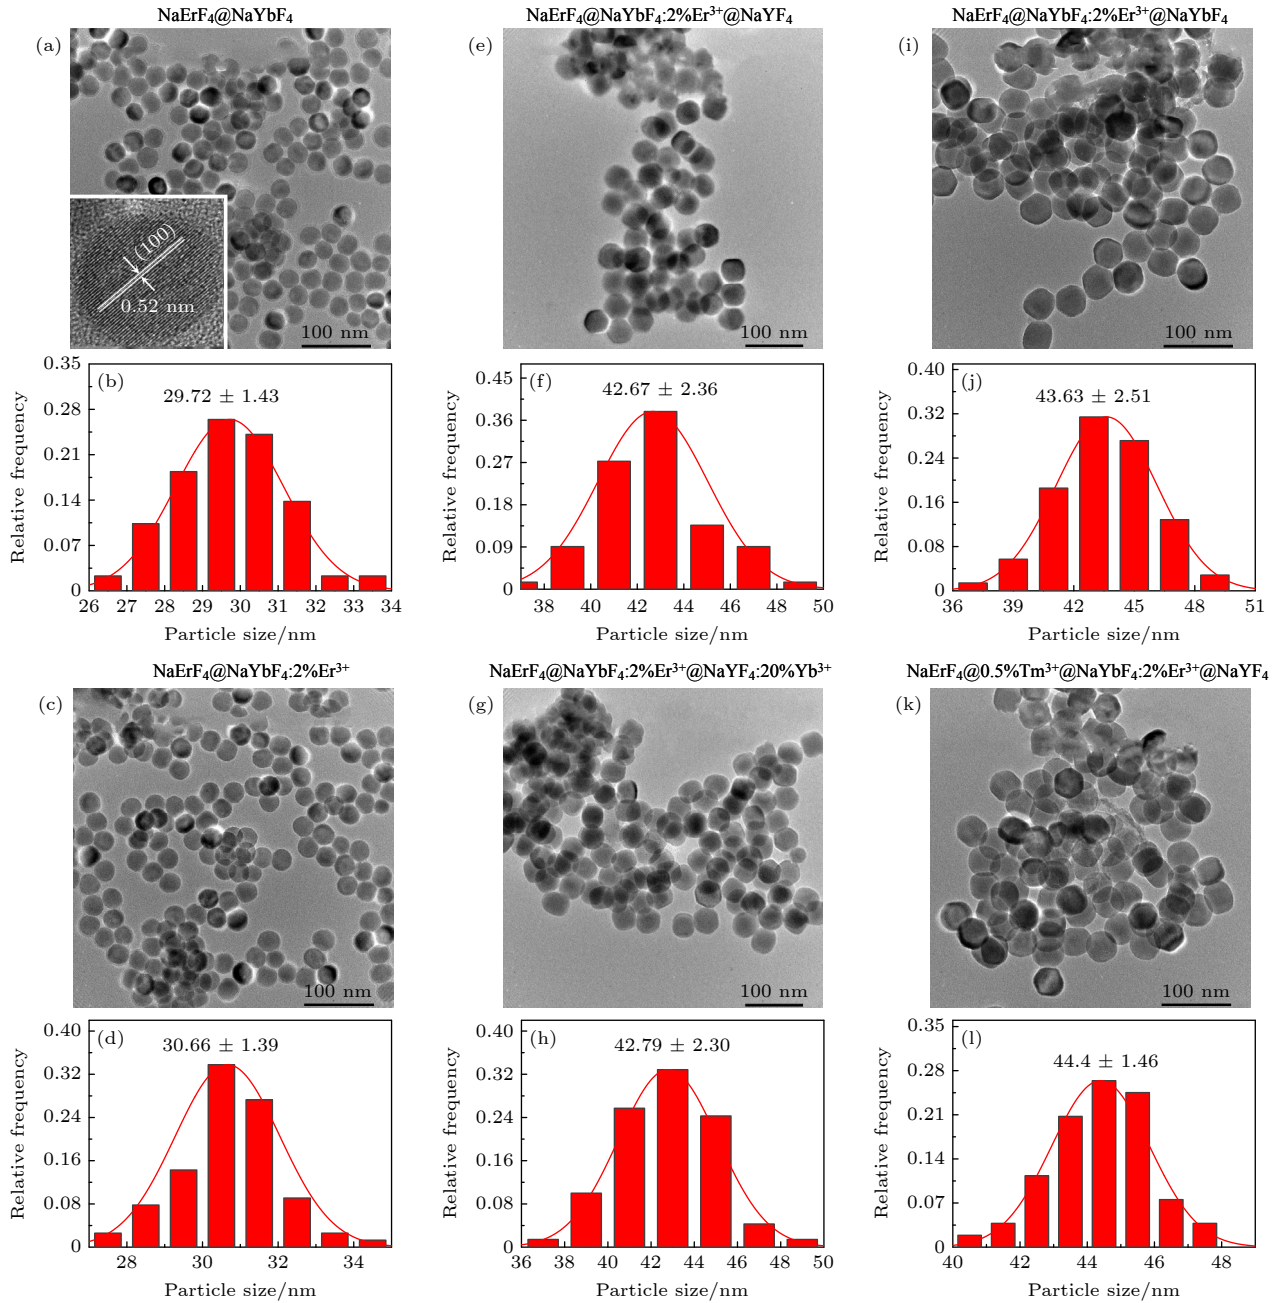 NaErF₄@NaYbF₄
(a)
(100)
0.52 nm
100 nm
NaErF₄@NaYbF₄:2%Er³⁺@NaYF₄
(e)
100 nm
NaErF₄@NaYbF₄:2%Er³⁺@NaYbF₄
(i)
100 nm
(b)
29.72 ± 1.43
Relative frequency
0.35
0.28
0.21
0.14
0.07
0
26 27 28 29 30 31 32 33 34
Particle size/nm
(f)
42.67 ± 2.36
Relative frequency
0.45
0.36
0.27
0.18
0.09
0
38 40 42 44 46 48 50
Particle size/nm
(j)
43.63 ± 2.51
Relative frequency
0.40
0.32
0.24
0.16
0.08
0
36 39 42 45 48 51
Particle size/nm
NaErF₄@NaYbF₄:2%Er³⁺
(c)
100 nm
NaErF₄@NaYbF₄:2%Er³⁺@NaYF₄:20%Yb³⁺
(g)
100 nm
NaErF₄@0.5%Tm³⁺@NaYbF₄:2%Er³⁺@NaYF₄
(k)
100 nm
(d)
30.66 ± 1.39
Relative frequency
0.40
0.32
0.24
0.16
0.08
0
28 30 32 34
Particle size/nm
(h)
42.79 ± 2.30
Relative frequency
0.40
0.32
0.24
0.16
0.08
0
36 38 40 42 44 46 48 50
Particle size/nm
(l)
44.4 ± 1.46
Relative frequency
0.35
0.28
0.21
0.14
0.07
0
40 42 44 46 48
Particle size/nm